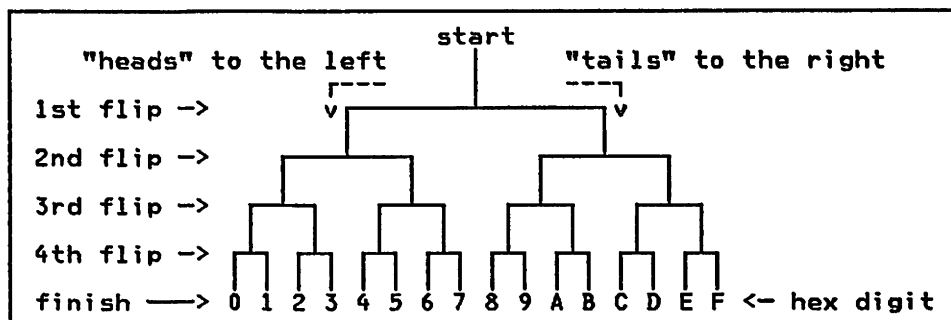 start
"heads" to the left "tails" to the right
1st flip ->
2nd flip ->
3rd flip ->
4th flip ->
finish —> 0 1 2 3 4 5 6 7 8 9 A B C D E F <- hex digit